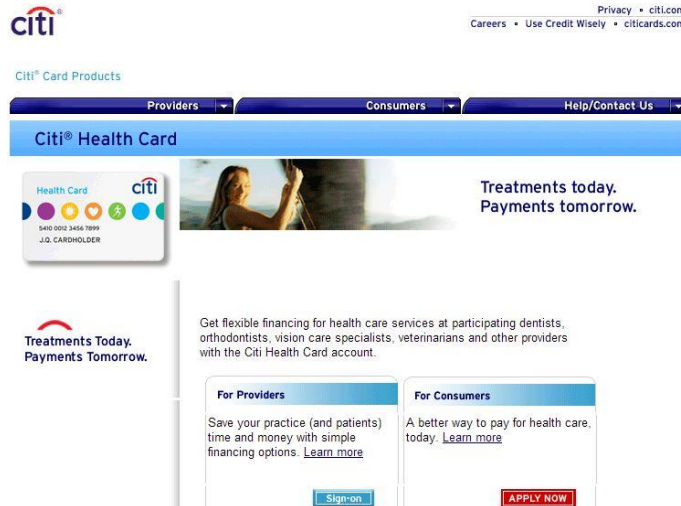 citi®
Privacy ▪ citi.com
Careers ▪ Use Credit Wisely ▪ citicards.com
Citi® Card Products
Providers
Consumers
Help/Contact Us
Citi® Health Card
Health Card
citi
5410 0012 3456 7899
J.Q. CARDHOLDER
Treatments today.
Payments tomorrow.
Treatments Today.
Payments Tomorrow.
Get flexible financing for health care services at participating dentists,
orthodontists, vision care specialists, veterinarians and other providers
with the Citi Health Card account.
For Providers
Save your practice (and patients)
time and money with simple
financing options. Learn more
Sign-on
For Consumers
A better way to pay for health care,
today. Learn more
APPLY NOW